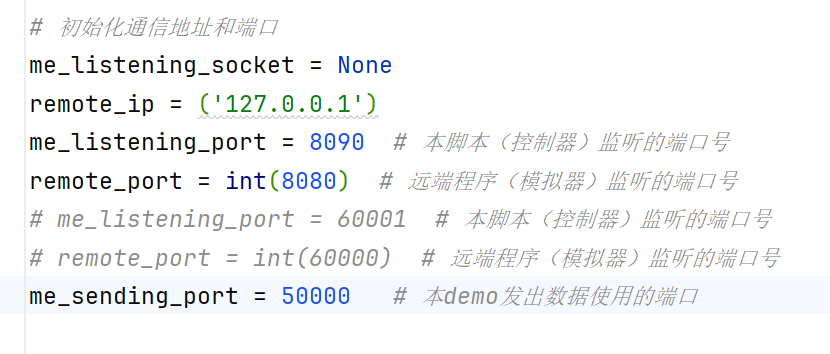 # 初始化通信地址和端口
me_listening_socket = None
remote_ip = ('127.0.0.1')
me_listening_port = 8090  # 本脚本（控制器）监听的端口号
remote_port = int(8080)  # 远端程序（模拟器）监听的端口号
# me_listening_port = 60001  # 本脚本（控制器）监听的端口号
# remote_port = int(60000)  # 远端程序（模拟器）监听的端口号
me_sending_port = 50000   # 本demo发出数据使用的端口